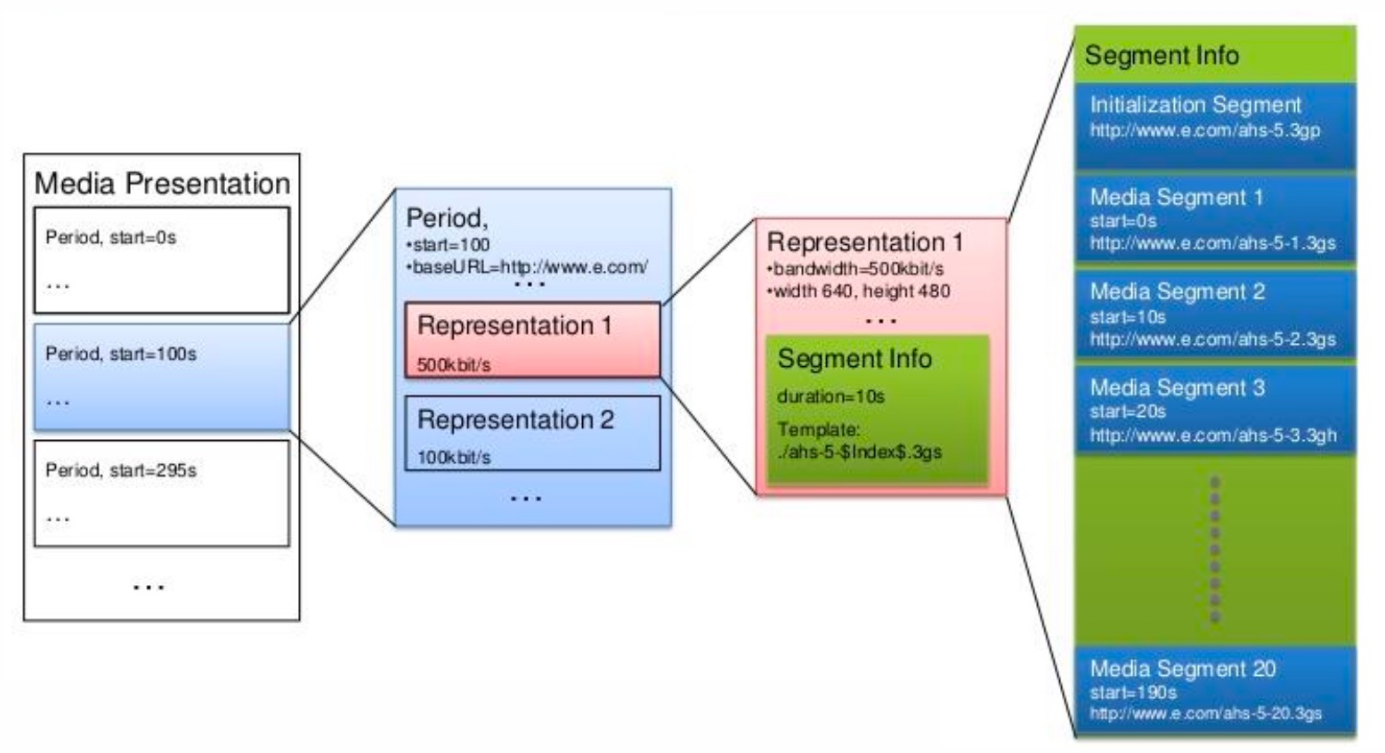 Media Presentation
Period, start=0s
...
Period, start=100s
...
Period, start=295s
...
...
Period,
•start=100
•baseURL=http://www.e.com/
...
Representation 1
500kbit/s
Representation 2
100kbit/s
...
Representation 1
•bandwidth=500kbit/s
•width 640, height 480
...
Segment Info
duration=10s
Template:
./ahs-5-$Index$.3gs
Segment Info
Initialization Segment
http://www.e.com/ahs-5.3gp
Media Segment 1
start=0s
http://www.e.com/ahs-5-1.3gs
Media Segment 2
start=10s
http://www.e.com/ahs-5-2.3gs
Media Segment 3
start=20s
http://www.e.com/ahs-5-3.3gh
Media Segment 20
start=190s
http://www.e.com/ahs-5-20.3gs